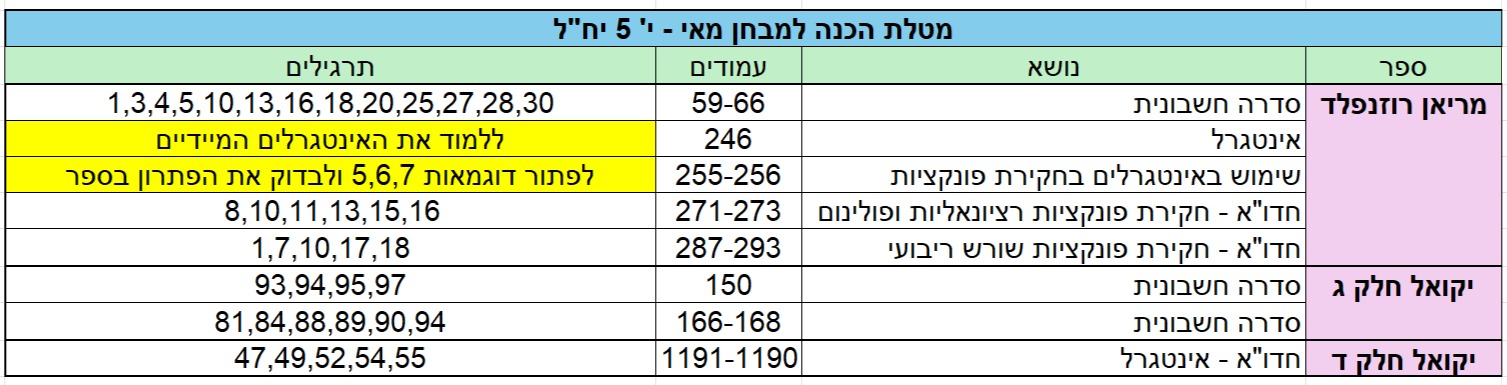 מטלת הכנה למבחן מאי - י' 5 יח"ל
ספר נושא עמודים תרגילים
מריאן רוזנפלד סדרה חשבונית 59-66 1,3,4,5,10,13,16,18,20,25,27,28,30
אינטגרל 246 ללמוד את האינטגרלים המיידיים
שימוש באינטגרלים בחקירת פונקציות 255-256 לפתור דוגמאות 5,6,7 ולבדוק את הפתרון בספר
חדו"א - חקירת פונקציות רציונאליות ופולינום 271-273 8,10,11,13,15,16
חדו"א - חקירת פונקציות שורש ריבועי 287-293 1,7,10,17,18
יקואל חלק ג סדרה חשבונית 150 93,94,95,97
סדרה חשבונית 166-168 81,84,88,89,90,94
יקואל חלק ד חדו"א - אינטגרל 1191-1190 47,49,52,54,55